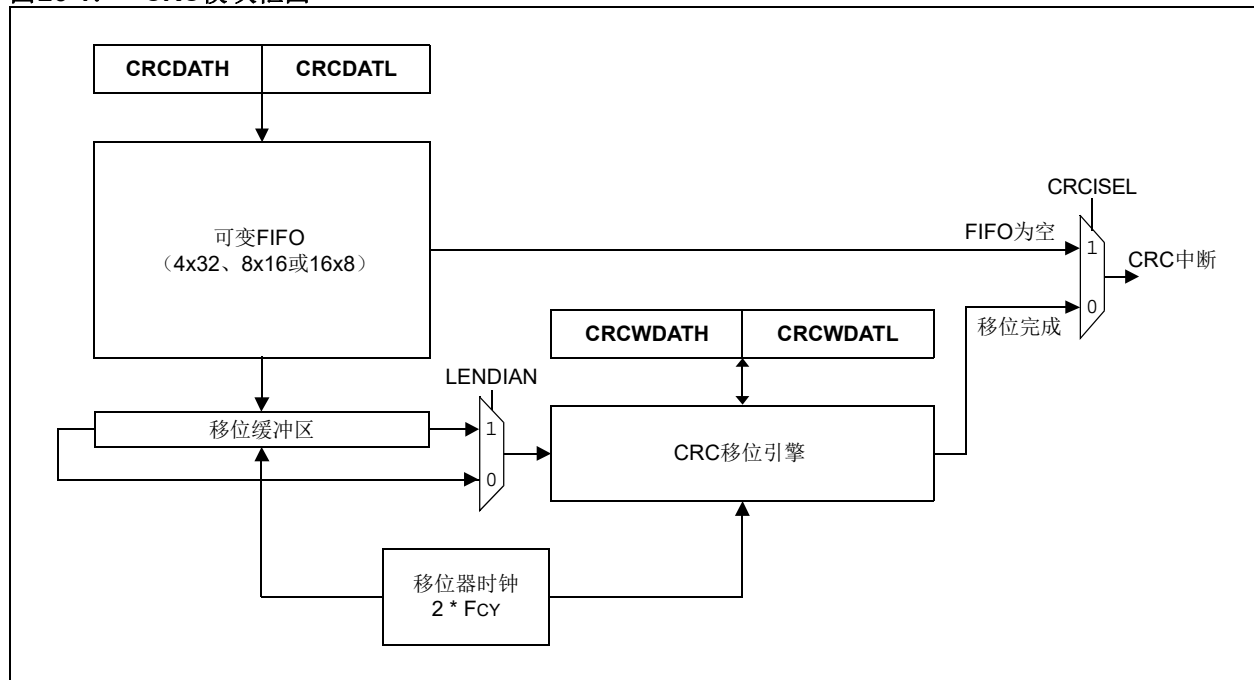 CRCDATH CRCDATL
可变FIFO
（4x32、8x16或16x8）
CRCISEL
FIFO为空
1
CRC中断
0
移位完成
CRCWDATH CRCWDATL
LENDIAN
移位缓冲区
1
0
CRC移位引擎
移位器时钟
2 * FCY